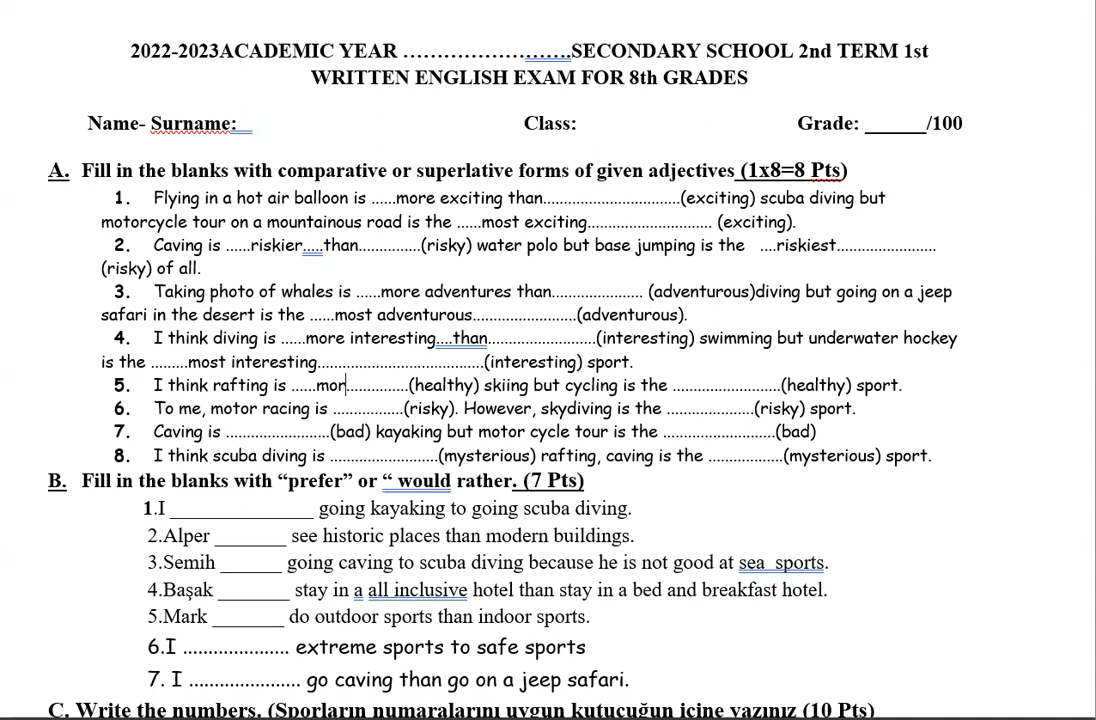 2022-2023ACADEMIC YEAR ……………………….SECONDARY SCHOOL 2nd TERM 1st
WRITTEN ENGLISH EXAM FOR 8th GRADES
Name- Surname: Class: Grade: ______/100
A. Fill in the blanks with comparative or superlative forms of given adjectives (1x8=8 Pts)
1. Flying in a hot air balloon is ......more exciting than.................................(exciting) scuba diving but
motorcycle tour on a mountainous road is the ......most exciting.............................. (exciting).
2. Caving is ......riskier.....than...............(risky) water polo but base jumping is the ....riskiest........................
(risky) of all.
3. Taking photo of whales is ......more adventures than...................... (adventurous)diving but going on a jeep
safari in the desert is the ......most adventurous.........................(adventurous).
4. I think diving is ......more interesting....than..........................(interesting) swimming but underwater hockey
is the .........most interesting........................................(interesting) sport.
5. I think rafting is ......mor...............(healthy) skiing but cycling is the ..........................(healthy) sport.
6. To me, motor racing is .................(risky). However, skydiving is the .....................(risky) sport.
7. Caving is .........................(bad) kayaking but motor cycle tour is the ...........................(bad)
8. I think scuba diving is ..........................(mysterious) rafting, caving is the ..................(mysterious) sport.
B. Fill in the blanks with “prefer” or “ would rather. (7 Pts)
1.I ______________ going kayaking to going scuba diving.
2.Alper _______ see historic places than modern buildings.
3.Semih ______ going caving to scuba diving because he is not good at sea sports.
4.Başak _______ stay in a all inclusive hotel than stay in a bed and breakfast hotel.
5.Mark _______ do outdoor sports than indoor sports.
6.I ..................... extreme sports to safe sports
7. I ...................... go caving than go on a jeep safari.
C. Write the numbers. (Sporların numaralarını uygun kutucuğun içine yazınız (10 Pts)